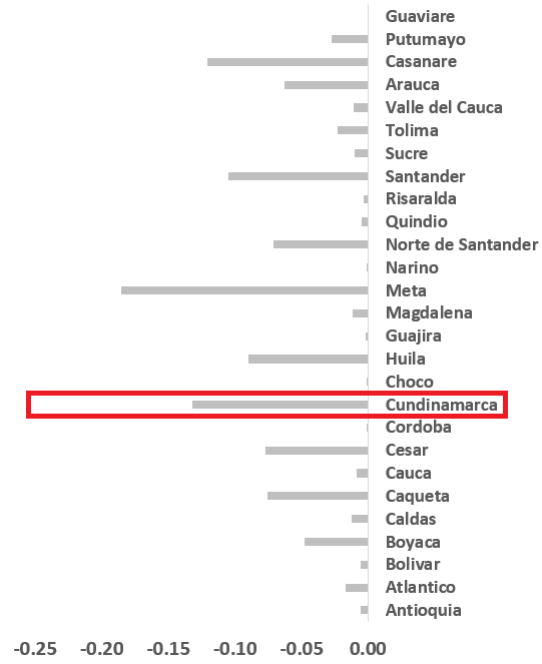 Guaviare
Putumayo
Casanare
Arauca
Valle del Cauca
Tolima
Sucre
Santander
Risaralda
Quindio
Norte de Santander
Narino
Meta
Magdalena
Guajira
Huila
Choco
Cundinamarca
Cordoba
Cesar
Cauca
Caqueta
Caldas
Boyaca
Bolivar
Atlantico
Antioquia
-0.25 -0.20 -0.15 -0.10 -0.05 0.00